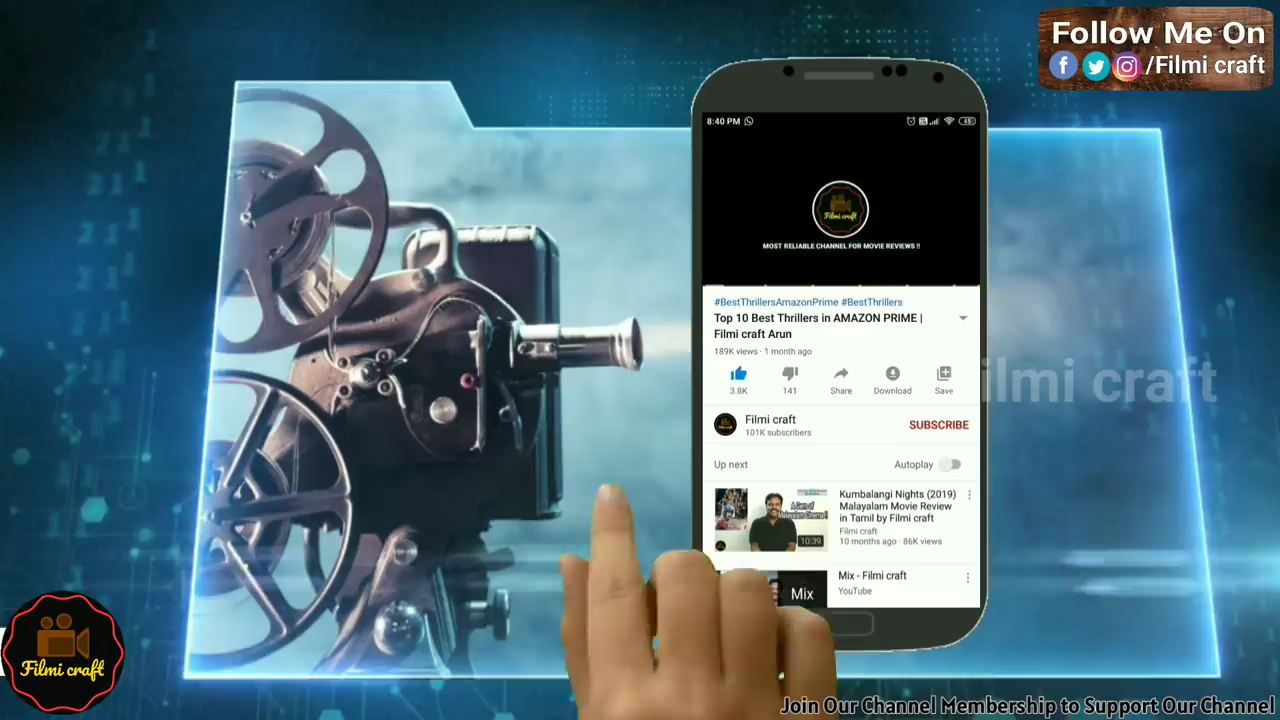 Follow Me On
/Filmi craft
8:40 PM
Filmi craft
MOST RELIABLE CHANNEL FOR MOVIE REVIEWS !!
#BestThrillersAmazonPrime #BestThrillers
Top 10 Best Thrillers in AMAZON PRIME |
Filmi craft Arun
189K views · 1 month ago
3.8K 141 Share Download Save
Filmi craft
101K subscribers
SUBSCRIBE
ilmi craft
Up next Autoplay
Kumbalangi Nights (2019)
Malayalam Movie Review
in Tamil by Filmi craft
Filmi craft
10 months ago · 86K views
A Gem of
Malayalam Cinema
10:39
Mix - Filmi craft
YouTube
Mix
Filmi craft
Join Our Channel Membership to Support Our Channel